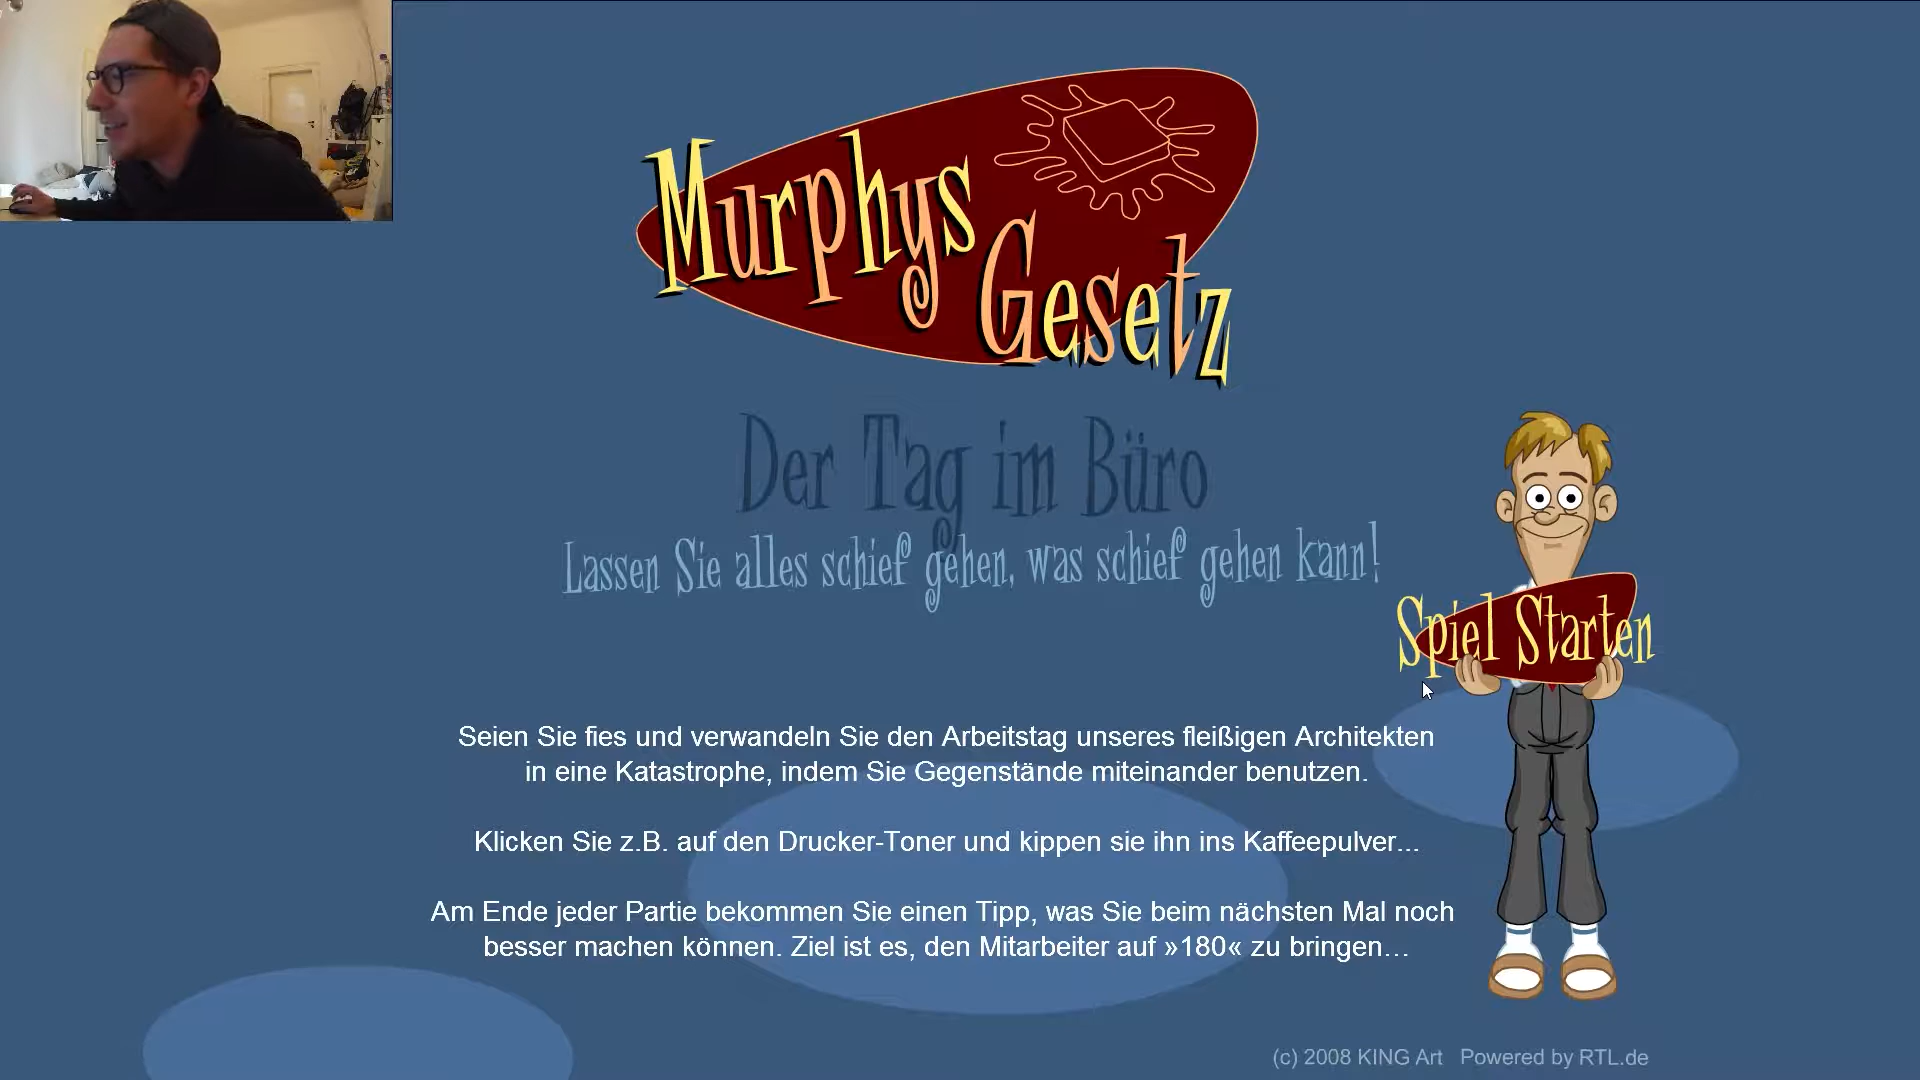 Murphys
Gesetz
Der Tag im Büro
Lassen Sie alles schief gehen, was schief gehen kann!
Spiel Starten
Seien Sie fies und verwandeln Sie den Arbeitstag unseres fleißigen Architekten
in eine Katastrophe, indem Sie Gegenstände miteinander benutzen.
Klicken Sie z.B. auf den Drucker-Toner und kippen sie ihn ins Kaffeepulver...
Am Ende jeder Partie bekommen Sie einen Tipp, was Sie beim nächsten Mal noch
besser machen können. Ziel ist es, den Mitarbeiter auf »180« zu bringen...
(c) 2008 KING Art Powered by RTL.de